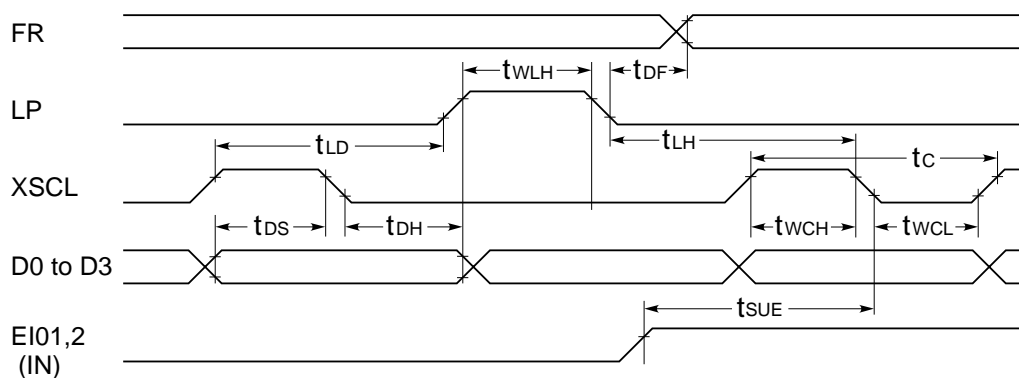 FR
tWLH
tDF
LP
tLD
tLH
tC
XSCL
tDS
tDH
tWCH
tWCL
D0 to D3
tSUE
EI01,2
(IN)